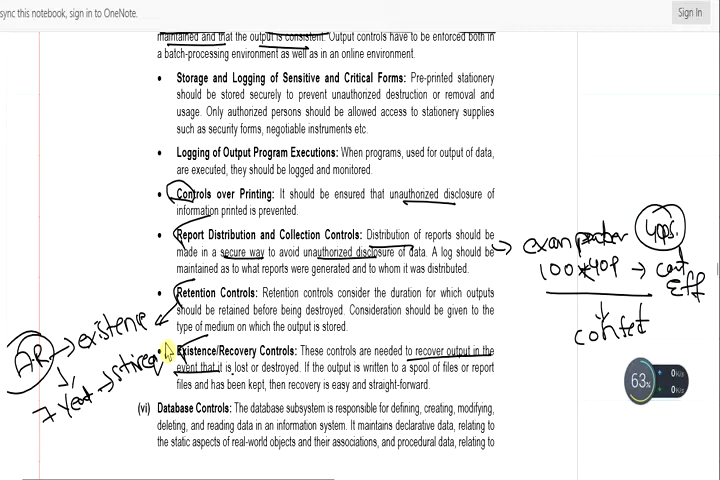 sync this notebook, sign in to OneNote.
Sign In
maintained and that the output is consistent. Output controls have to be enforced both in
a batch-processing environment as well as in an online environment.
• Storage and Logging of Sensitive and Critical Forms: Pre-printed stationery
should be stored securely to prevent unauthorized destruction or removal and
usage. Only authorized persons should be allowed access to stationery supplies
such as security forms, negotiable instruments etc.
• Logging of Output Program Executions: When programs, used for output of data,
are executed, they should be logged and monitored.
• Controls over Printing: It should be ensured that unauthorized disclosure of
information printed is prevented.
• Report Distribution and Collection Controls: Distribution of reports should be
made in a secure way to avoid unauthorized disclosure of data. A log should be
maintained as to what reports were generated and to whom it was distributed.
• Retention Controls: Retention controls consider the duration for which outputs
should be retained before being destroyed. Consideration should be given to the
type of medium on which the output is stored.
• Existence/Recovery Controls: These controls are needed to recover output in the
event that it is lost or destroyed. If the output is written to a spool of files or report
files and has been kept, then recovery is easy and straight-forward.
(vi) Database Controls: The database subsystem is responsible for defining, creating, modifying,
deleting, and reading data in an information system. It maintains declarative data, relating to
the static aspects of real-world objects and their associations, and procedural data, relating to
A.R → existence
7 Year →
100 * 40
Eff
63%
0K/s
0K/s